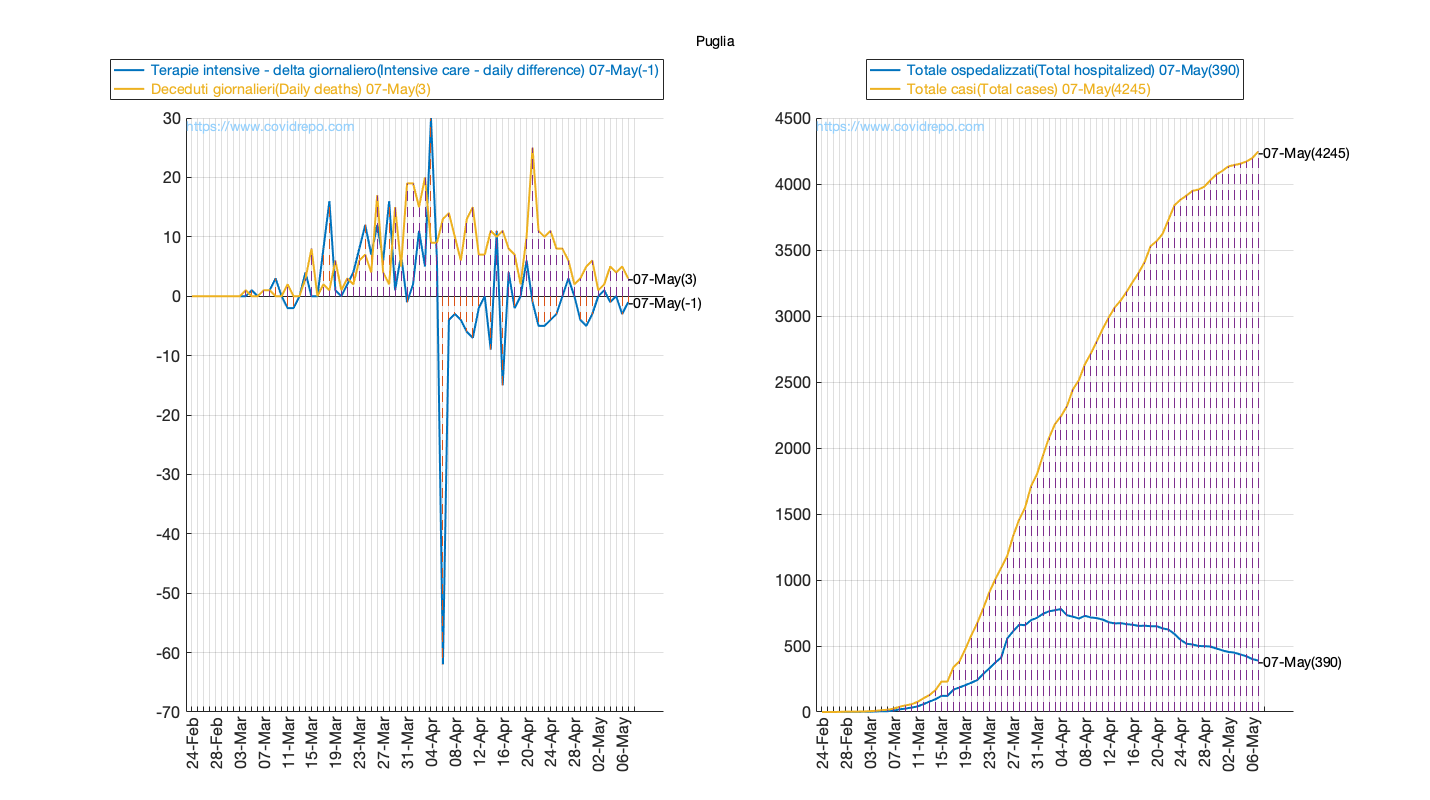 Puglia
Terapie intensive - delta giornaliero(Intensive care - daily difference) 07-May(-1)
Deceduti giornalieri(Daily deaths) 07-May(3)
https://www.covidrepo.com
30
20
10
0
-10
-20
-30
-40
-50
-60
-70
07-May(3)
07-May(-1)
24-Feb
28-Feb
03-Mar
07-Mar
11-Mar
15-Mar
19-Mar
23-Mar
27-Mar
31-Mar
04-Apr
08-Apr
12-Apr
16-Apr
20-Apr
24-Apr
28-Apr
02-May
06-May
Totale ospedalizzati(Total hospitalized) 07-May(390)
Totale casi(Total cases) 07-May(4245)
https://www.covidrepo.com
4500
4000
3500
3000
2500
2000
1500
1000
500
0
07-May(4245)
07-May(390)
24-Feb
28-Feb
03-Mar
07-Mar
11-Mar
15-Mar
19-Mar
23-Mar
27-Mar
31-Mar
04-Apr
08-Apr
12-Apr
16-Apr
20-Apr
24-Apr
28-Apr
02-May
06-May